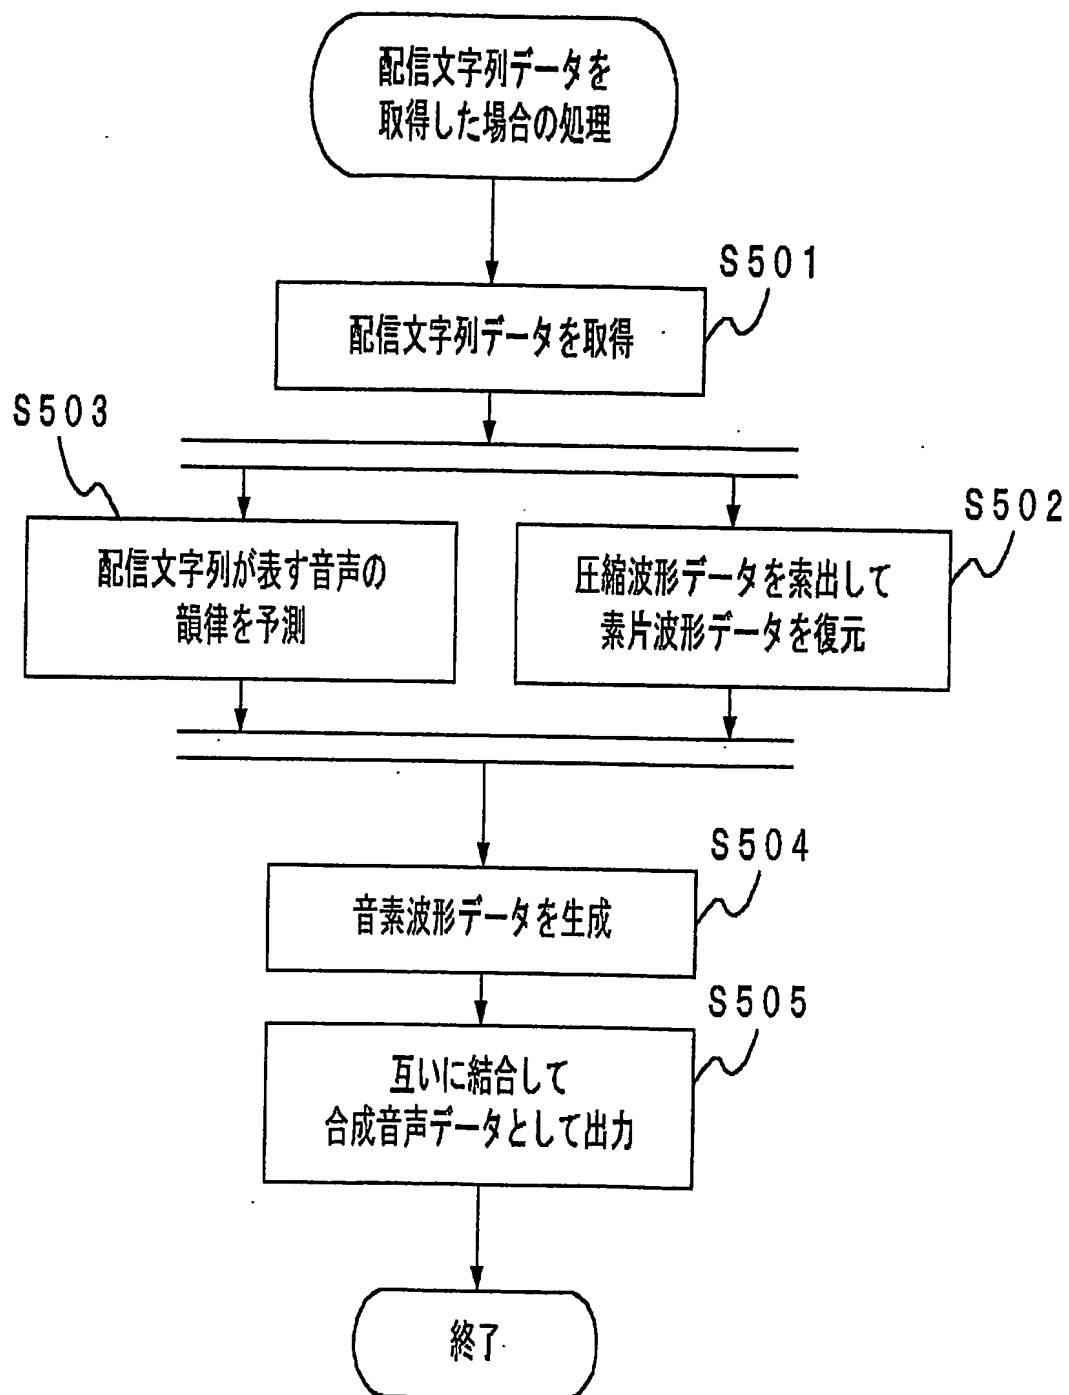 配信文字列データを
取得した場合の処理
S501
配信文字列データを取得
S503
配信文字列が表す音声の
韻律を予測
S502
圧縮波形データを索出して
素片波形データを復元
S504
音素波形データを生成
S505
互いに結合して
合成音声データとして出力
終了